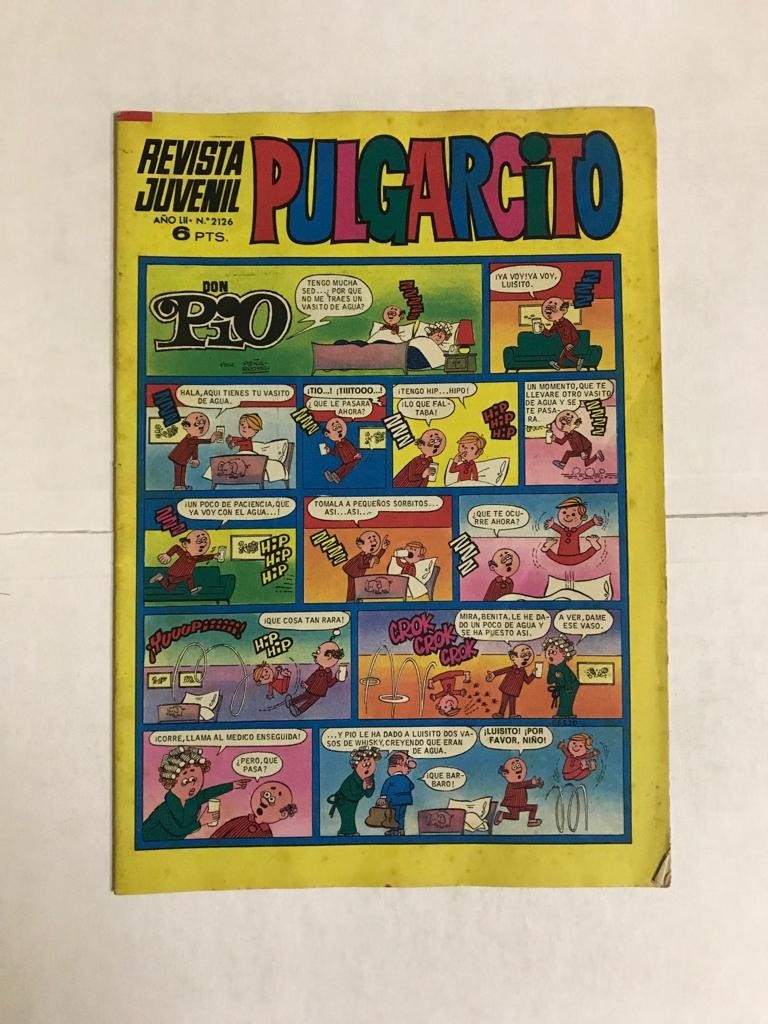 REVISTA
JUVENIL
AÑO LII • N.º 2126
6 PTS.
PULGARCiTO
DON
PiO
POR PEÑA-
RROYA
TENGO MUCHA
SED...¿ POR QUE
NO ME TRAES UN
VASITO DE AGUA?
¡YA VOY!YA VOY,
LUISITO.
HALA, AQUI TIENES TU VASITO
DE AGUA.
¡TIO...! ¡TIIITOOO...!
¿QUE LE PASARA
AHORA?
¡TENGO HIP...HIPO!
¡LO QUE FAL-
TABA!
HIP
HIP
HIP
UN MOMENTO, QUE TE
LLEVARE OTRO VASITO
DE AGUA Y SE
TE PASA-
RA.
¡UN POCO DE PACIENCIA, QUE
YA VOY CON EL AGUA...!
HIP
HIP
HIP
TOMALA A PEQUEÑOS SORBITOS...
ASI...ASI...
¿QUE TE OCU-
RRE AHORA?
¡YUUUPiiiiii!
HIP
HIP
¡QUE COSA TAN RARA!
CROK
CROK
CROK
MIRA, BENITA, LE HE DA-
DO UN POCO DE AGUA Y
SE HA PUESTO ASI.
A VER, DAME
ESE VASO.
¡CORRE, LLAMA AL MEDICO ENSEGUIDA!
¿PERO, QUE
PASA?
...Y PIO LE HA DADO A LUISITO DOS VA-
SOS DE WHISKY, CREYENDO QUE ERAN
DE AGUA.
¡QUE BAR-
BARO!
¡LUISITO! ¡POR
FAVOR, NIÑO!